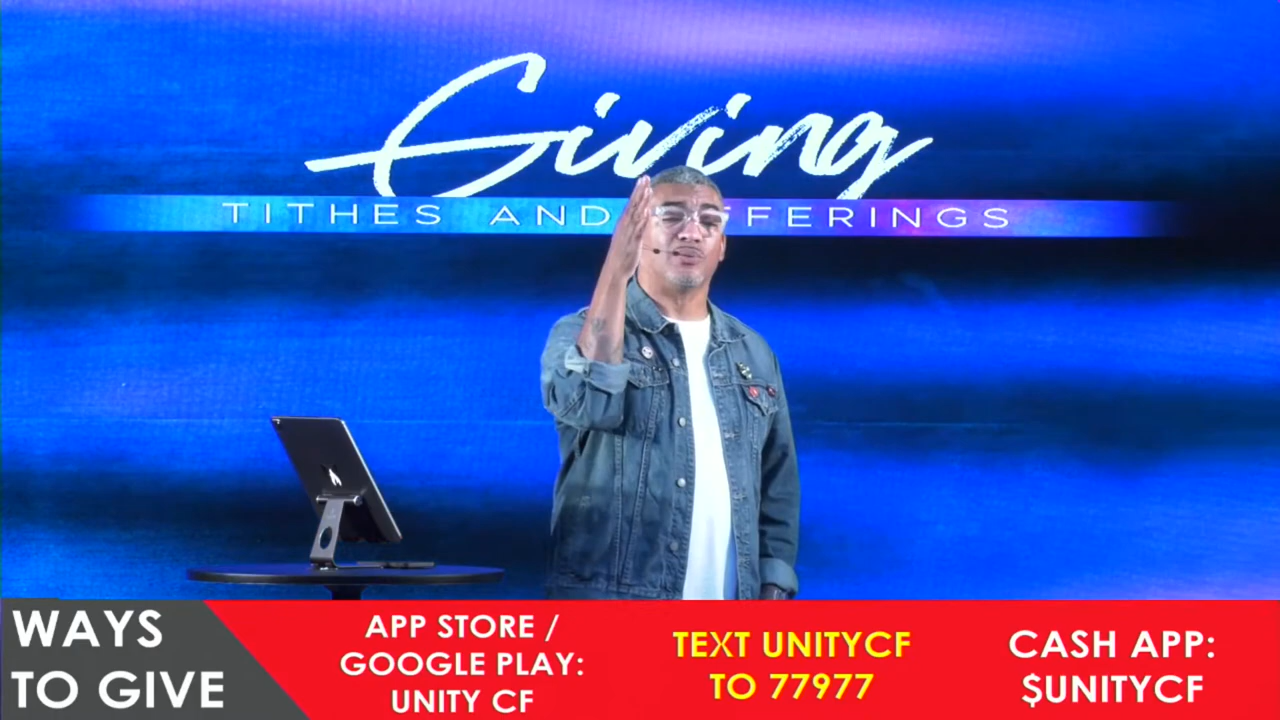 Giving
TITHES AND FFERINGS
WAYS
TO GIVE
APP STORE /
GOOGLE PLAY:
UNITY CF
TEXT UNITYCF
TO 77977
CASH APP:
$UNITYCF